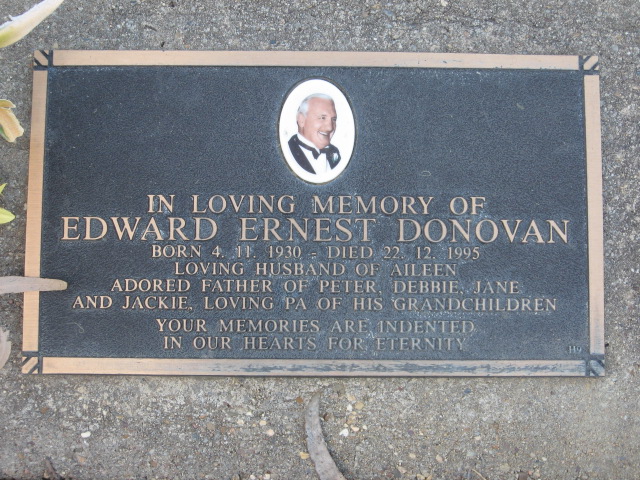 IN LOVING MEMORY OF
EDWARD ERNEST DONOVAN
BORN 4. 11. 1930 - DIED 22. 12. 1995
LOVING HUSBAND OF AILEEN
ADORED FATHER OF PETER, DEBBIE, JANE
AND JACKIE, LOVING PA OF HIS GRANDCHILDREN
YOUR MEMORIES ARE INDENTED
IN OUR HEARTS FOR ETERNITY